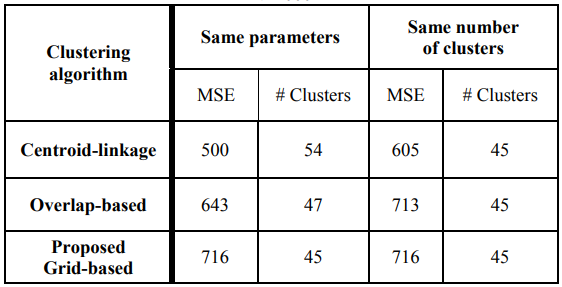 Clustering
algorithm
Same parameters
Same number
of clusters
MSE
# Clusters
MSE
# Clusters
Centroid-linkage
500
54
605
45
Overlap-based
643
47
713
45
Proposed
Grid-based
716
45
716
45